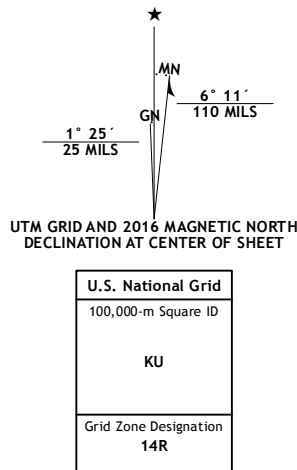 ★
MN
GN
6° 11´
110 MILS
1° 25´
25 MILS
UTM GRID AND 2016 MAGNETIC NORTH
DECLINATION AT CENTER OF SHEET
U.S. National Grid
100,000-m Square ID
KU
Grid Zone Designation
14R